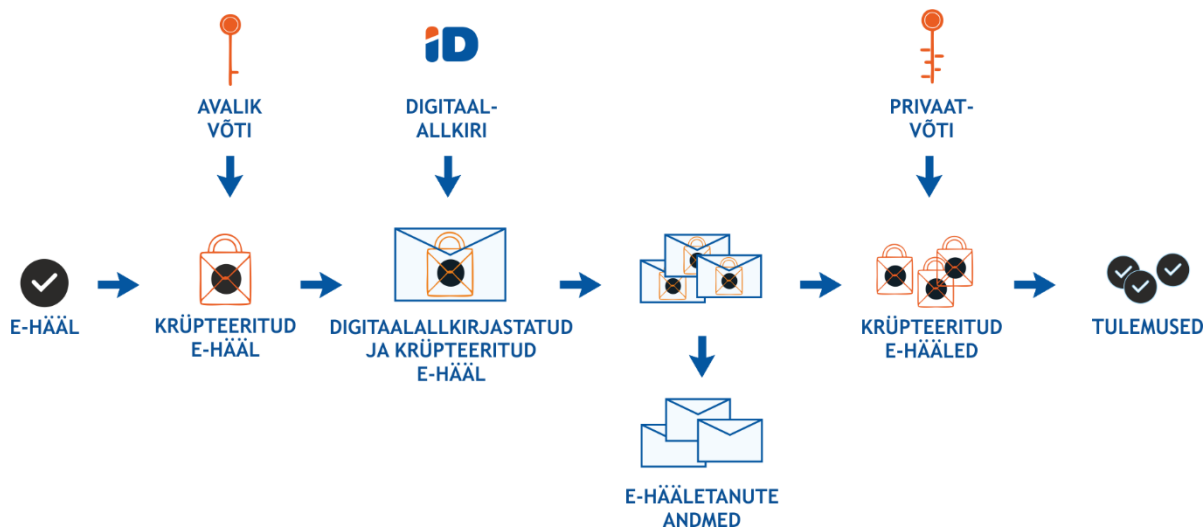 iD
AVALIK
VÕTI
DIGITAAL-
ALLKIRI
PRIVAAT-
VÕTI
E-HÄÄL
KRÜPTEERITUD
E-HÄÄL
DIGITAALALLKIRJASTATUD
JA KRÜPTEERITUD
E-HÄÄL
KRÜPTEERITUD
E-HÄÄLED
TULEMUSED
E-HÄÄLETANUTE
ANDMED